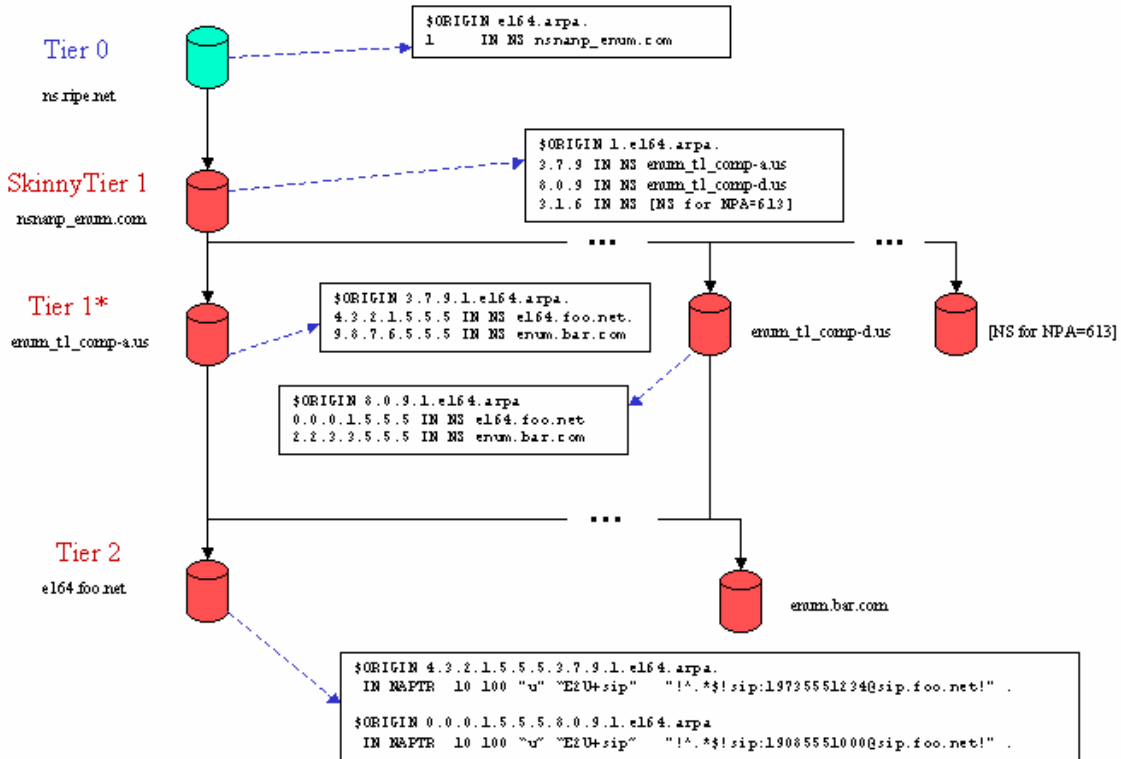 $ORIGIN e164.arpa.
1 IN NS nsnanp_enum.com
Tier 0
ns.ripe.net
$ORIGIN 1.e164.arpa.
3.7.9 IN NS enum_t1_comp-a.us
8.0.9 IN NS enum_t1_comp-d.us
3.1.6 IN NS [NS for NPA=613]
SkinnyTier 1
nsnanp_enum.com
...
...
Tier 1*
enum_t1_comp-a.us
$ORIGIN 3.7.9.1.e164.arpa.
4.3.2.1.5.5.5 IN NS e164.foo.net.
9.8.7.6.5.5.5 IN NS enum.bar.com
enum_t1_comp-d.us
[NS for NPA=613]
$ORIGIN 8.0.9.1.e164.arpa
0.0.0.1.5.5.5 IN NS e164.foo.net
2.2.3.3.5.5.5 IN NS enum.bar.com
...
Tier 2
e164.foo.net
enum.bar.com
$ORIGIN 4.3.2.1.5.5.5.3.7.9.1.e164.arpa.
IN NAPTR 10 100 "u" "E2U+sip" "!^.*$!sip:19735551234@sip.foo.net!" .
$ORIGIN 0.0.0.1.5.5.5.8.0.9.1.e164.arpa
IN NAPTR 10 100 "u" "E2U+sip" "!^.*$!sip:19085551000@sip.foo.net!" .